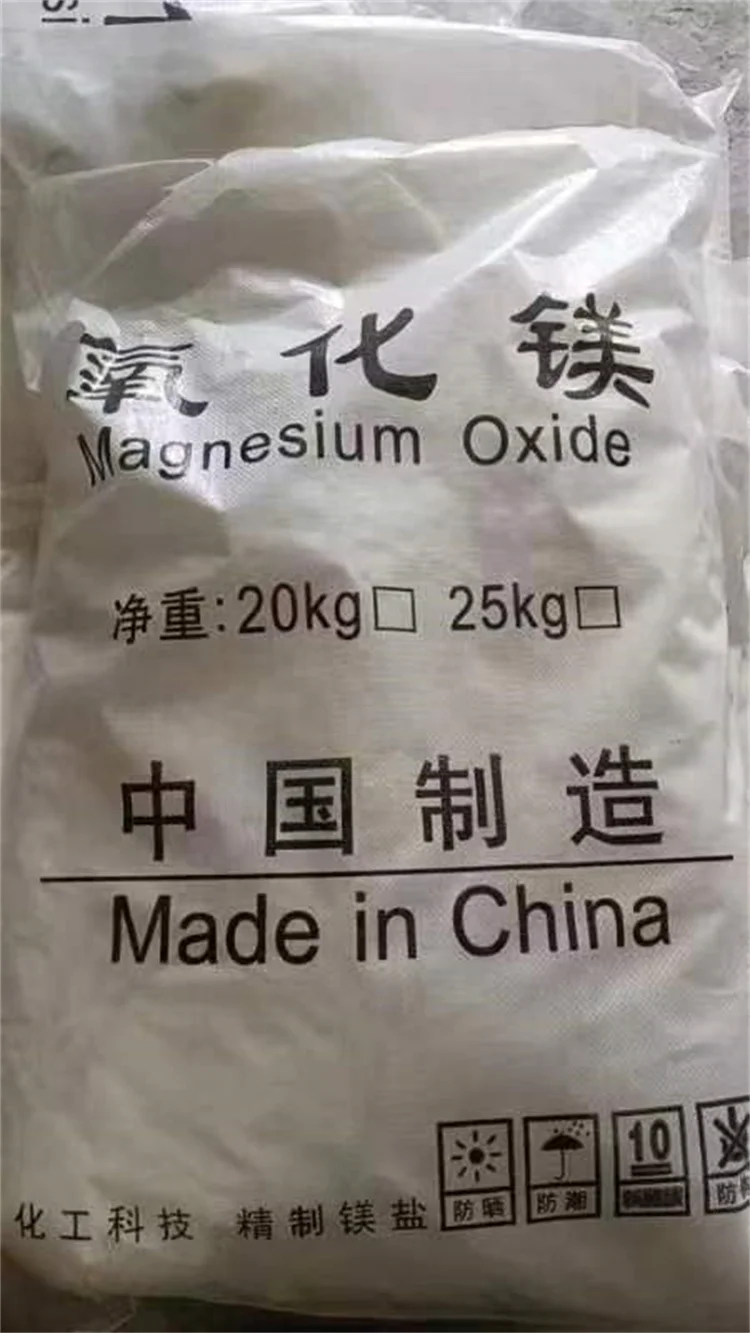 氧化镁
Magnesium Oxide
净重:20kg□ 25kg□
中国制造
Made in China
10
防晒 防潮 防
化工科技 精制镁盐